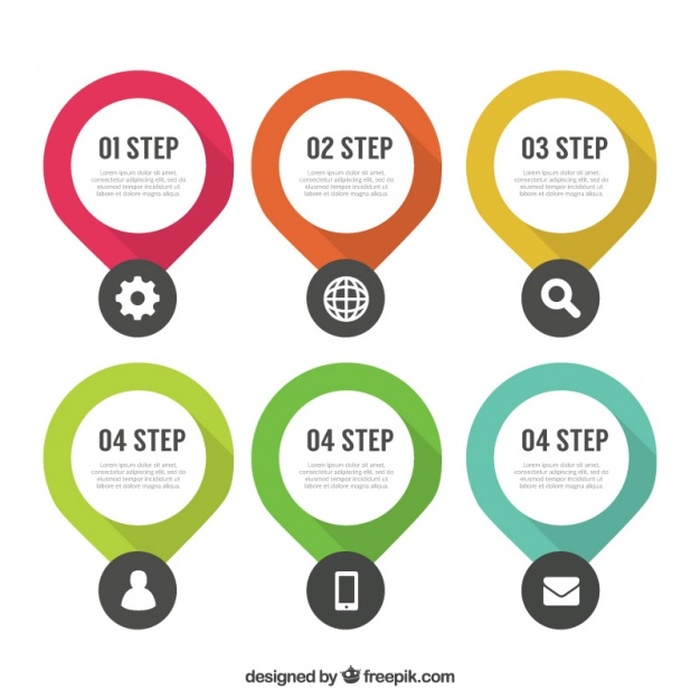 01 STEP
Lorem ipsum dolor sit amet,
consectetur adipiscing elit, sed do
eiusmod tempor incididunt ut
labore et dolore magna aliqua.
02 STEP
Lorem ipsum dolor sit amet,
consectetur adipiscing elit, sed do
eiusmod tempor incididunt ut
labore et dolore magna aliqua.
03 STEP
Lorem ipsum dolor sit amet,
consectetur adipiscing elit, sed do
eiusmod tempor incididunt ut
labore et dolore magna aliqua.
04 STEP
Lorem ipsum dolor sit amet,
consectetur adipiscing elit, sed do
eiusmod tempor incididunt ut
labore et dolore magna aliqua.
04 STEP
Lorem ipsum dolor sit amet,
consectetur adipiscing elit, sed do
eiusmod tempor incididunt ut
labore et dolore magna aliqua.
04 STEP
Lorem ipsum dolor sit amet,
consectetur adipiscing elit, sed do
eiusmod tempor incididunt ut
labore et dolore magna aliqua.
designed by freepik.com